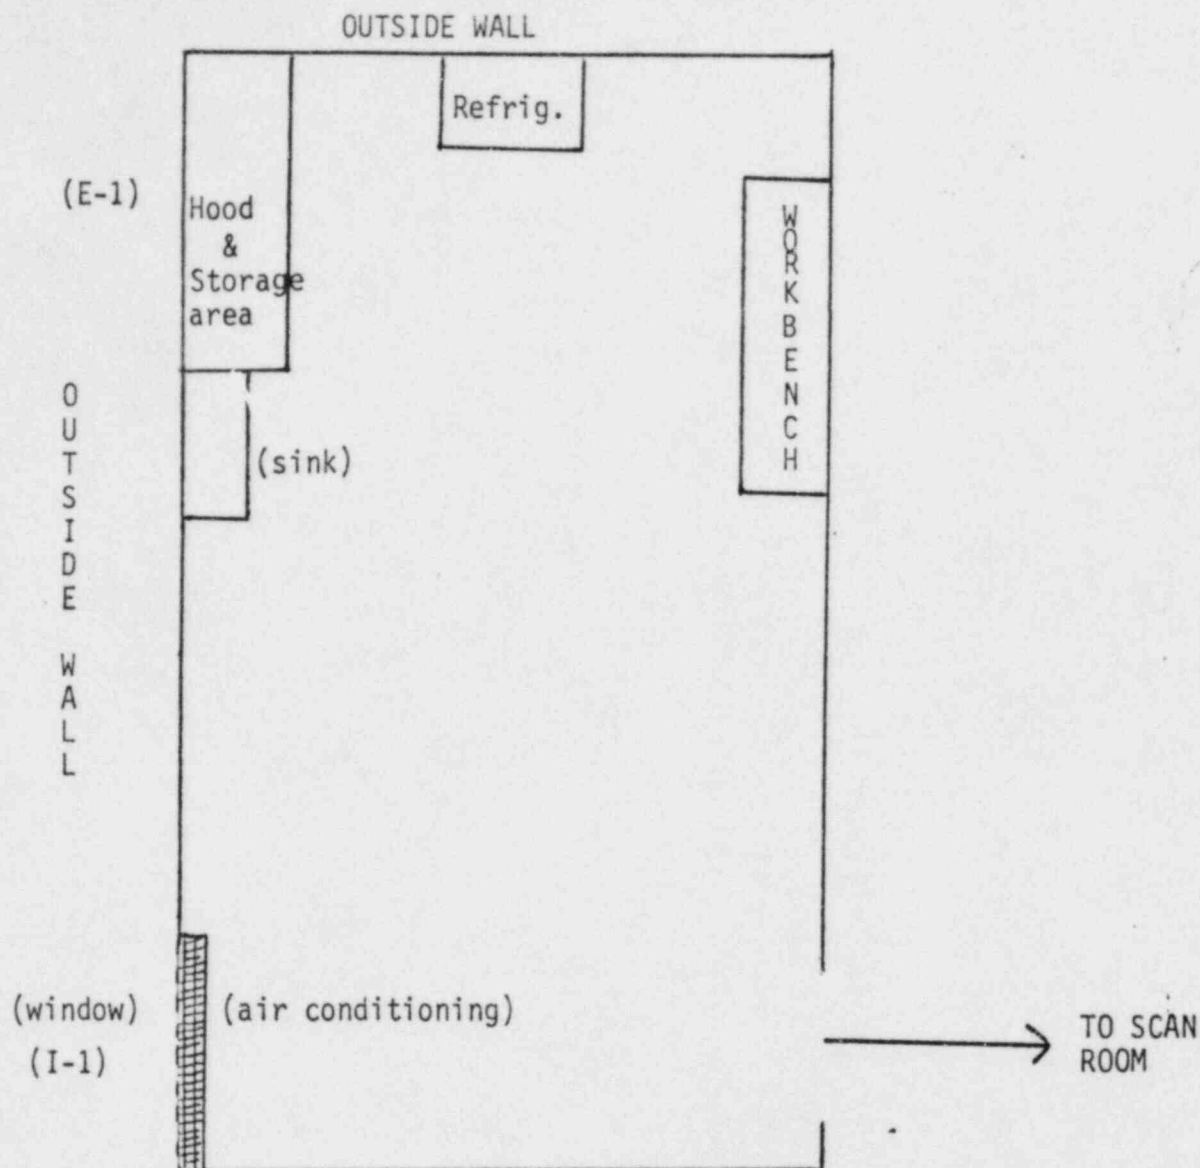 OUTSIDE WALL
Refrig.
(E-1)
Hood
&
Storage
area
WORKBENCH
OUTSIDE WALL
(sink)
(window)
(I-1)
(air conditioning)
TO SCAN
ROOM